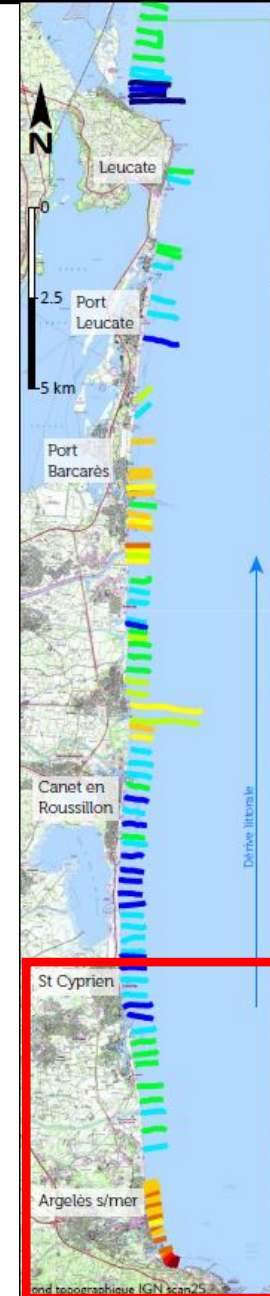 N
Leucate
0
2.5
Port
Leucate
5 km
Port
Barcarès
Dérive littorale
Canet en
Roussillon
St Cyprien
Argelès s/mer
ond topographique IGN scan25